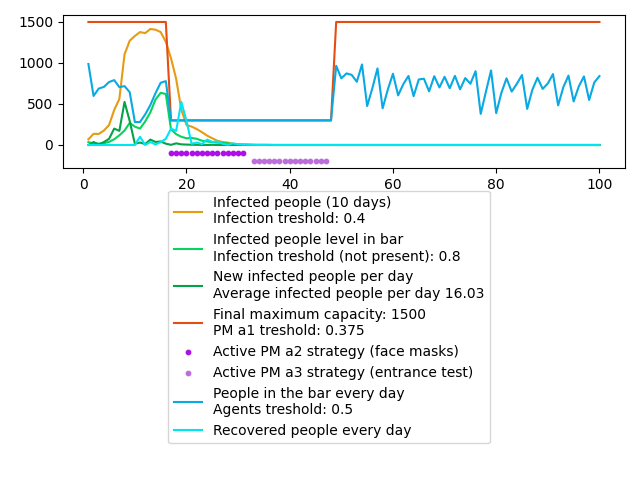 1500
1000
500
0
0
20
40
60
80
100
Infected people (10 days)
Infection treshold: 0.4
Infected people level in bar
Infection treshold (not present): 0.8
New infected people per day
Average infected people per day 16.03
Final maximum capacity: 1500
PM a1 treshold: 0.375
Active PM a2 strategy (face masks)
Active PM a3 strategy (entrance test)
People in the bar every day
Agents treshold: 0.5
Recovered people every day